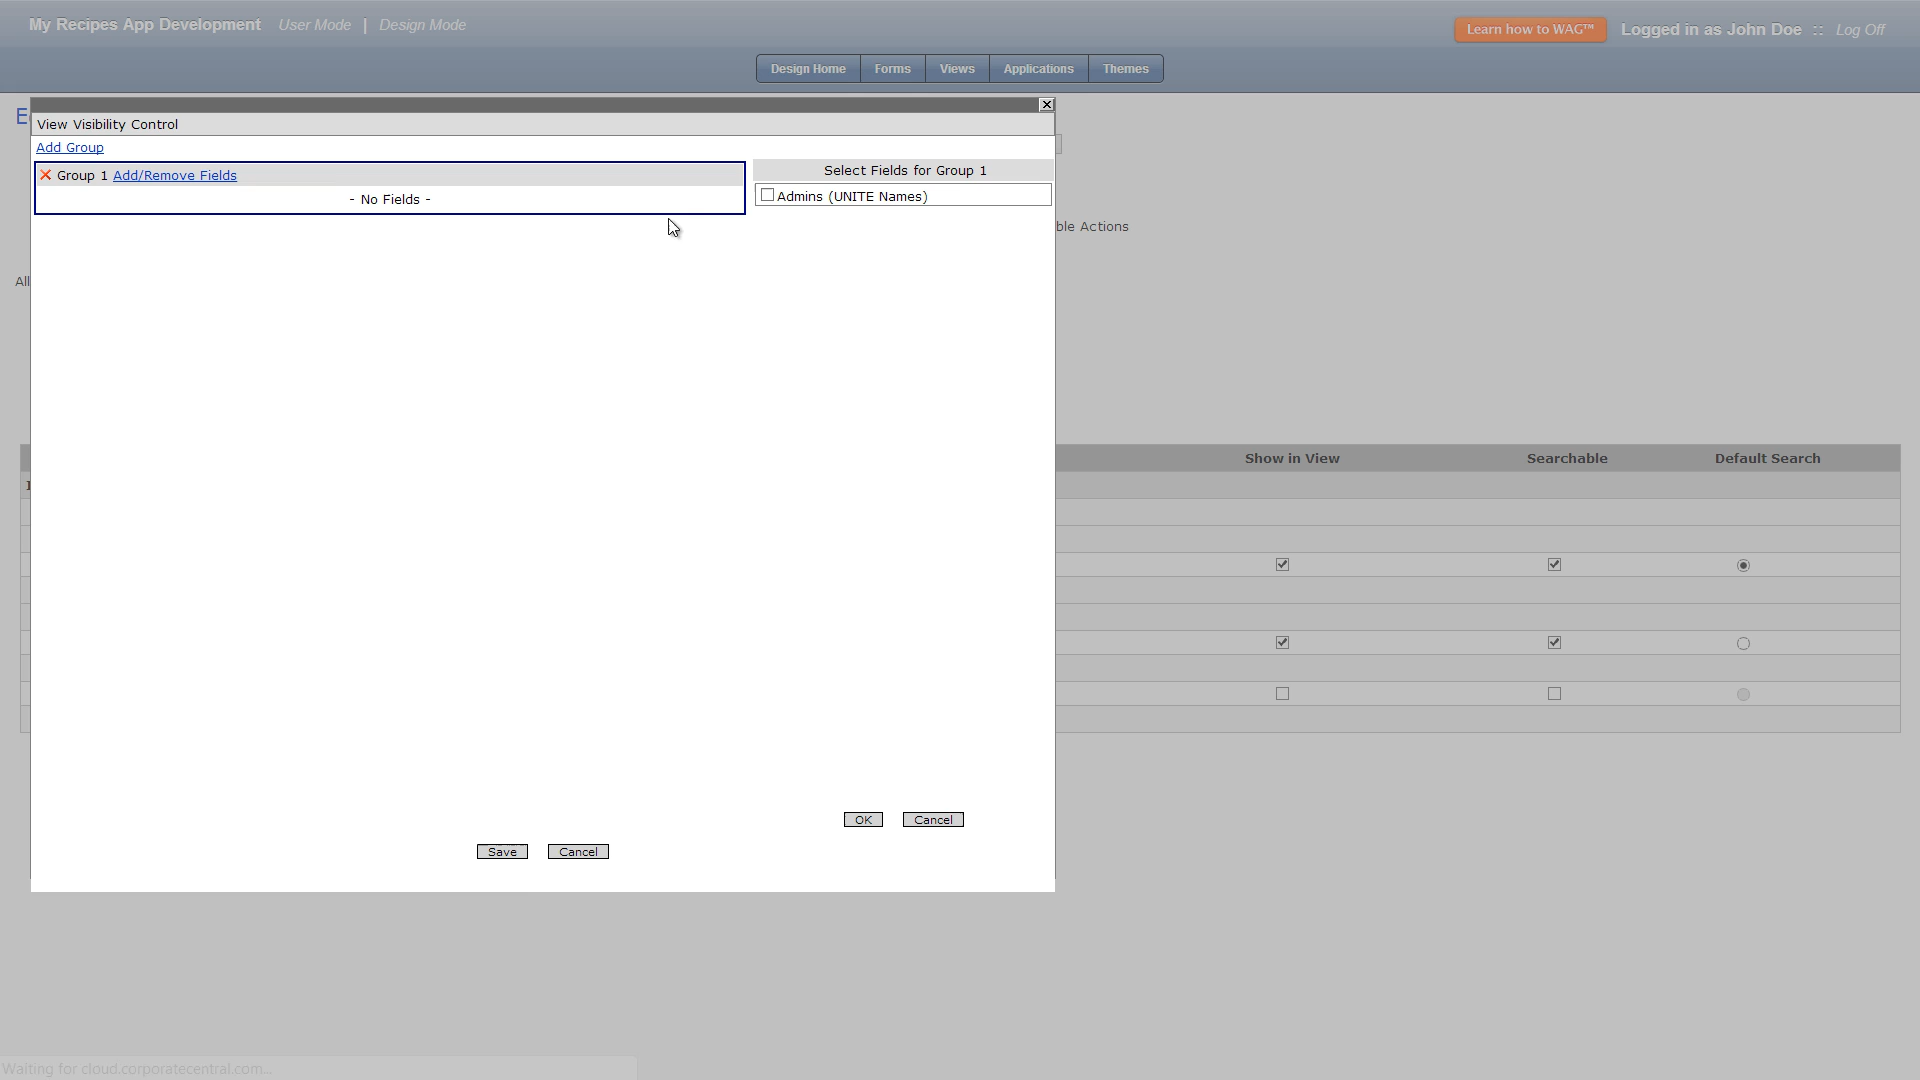 My Recipes App Development User Mode | Design Mode
Learn how to WAG™ Logged in as John Doe :: Log Off
Design Home Forms Views Applications Themes
View Visibility Control
Add Group
Group 1 Add/Remove Fields
Select Fields for Group 1
- No Fields -
Admins (UNITE Names)
ble Actions
All
Show in View Searchable Default Search
OK Cancel
Save Cancel
Waiting for cloud.corporatecentral.com...